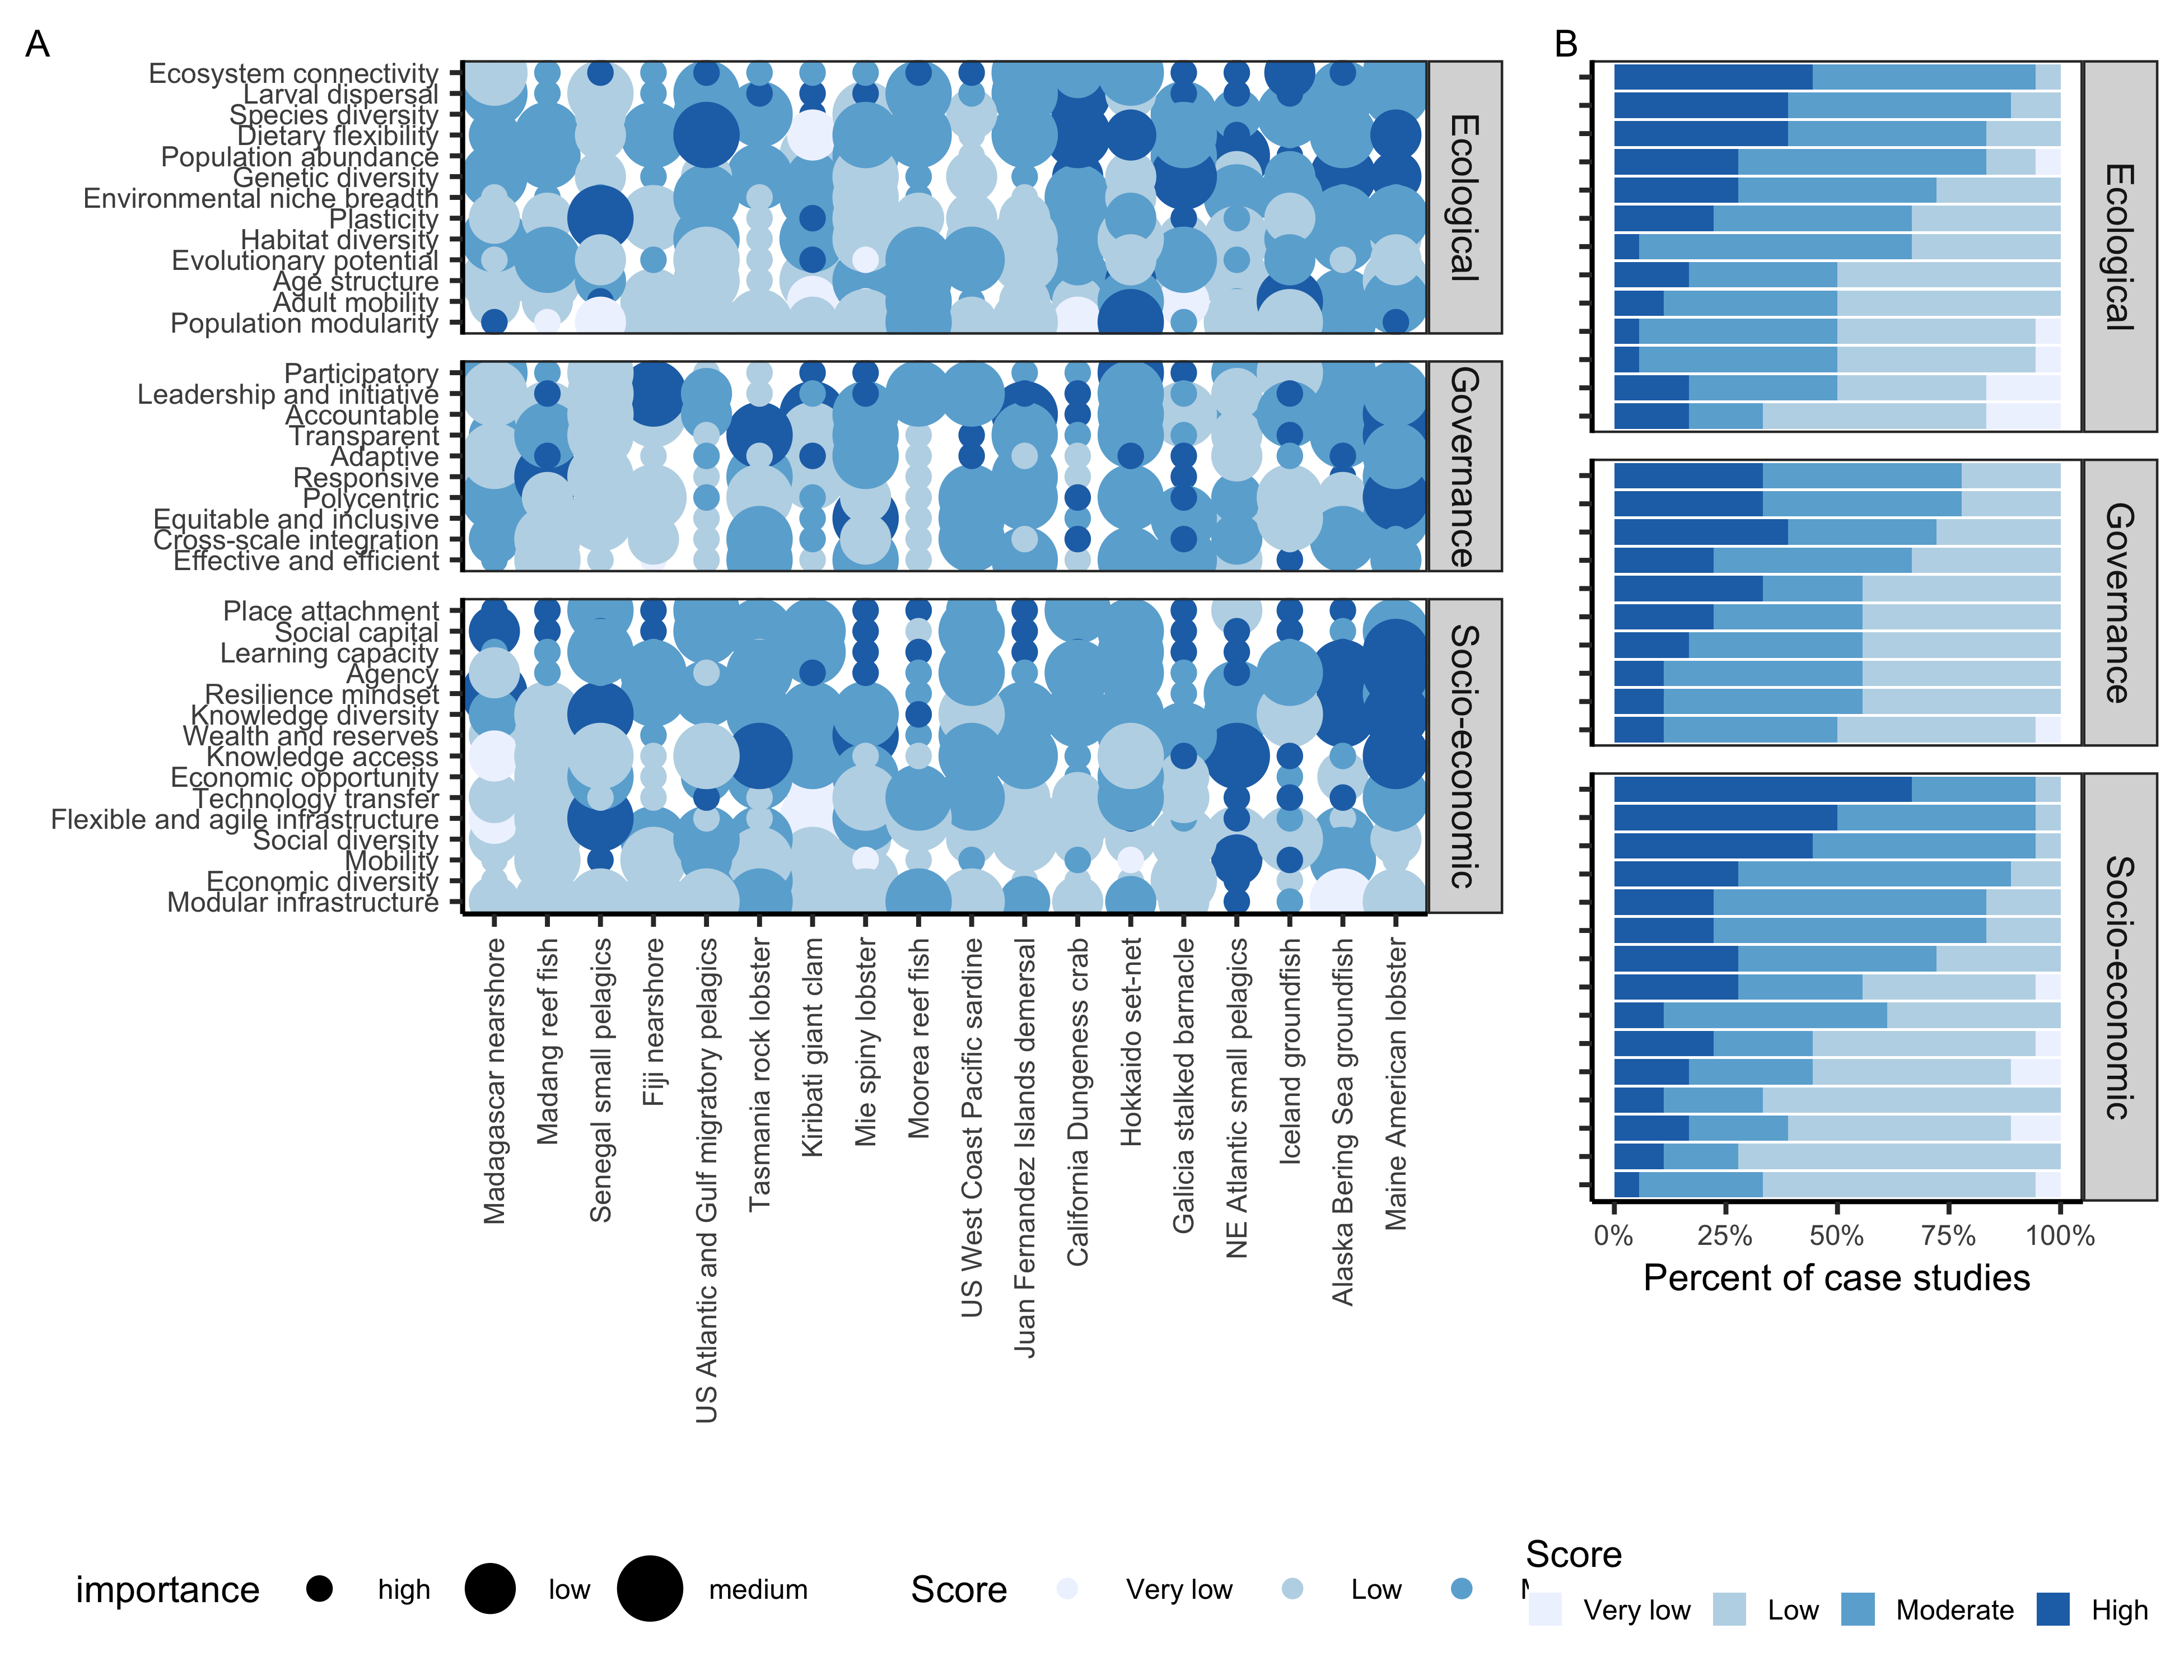 A
B
Ecosystem connectivity
Larval dispersal
Species diversity
Dietary flexibility
Population abundance
Genetic diversity
Environmental niche breadth
Plasticity
Habitat diversity
Evolutionary potential
Age structure
Adult mobility
Population modularity
Ecological
Participatory
Leadership and initiative
Accountable
Transparent
Adaptive
Responsive
Polycentric
Equitable and inclusive
Cross-scale integration
Effective and efficient
Governance
Place attachment
Social capital
Learning capacity
Agency
Resilience mindset
Knowledge diversity
Wealth and reserves
Knowledge access
Economic opportunity
Technology transfer
Flexible and agile infrastructure
Social diversity
Mobility
Economic diversity
Modular infrastructure
Socio-economic
Madagascar nearshore
Madang reef fish
Senegal small pelagics
Fiji nearshore
US Atlantic and Gulf migratory pelagics
Tasmania rock lobster
Kiribati giant clam
Mie spiny lobster
Moorea reef fish
US West Coast Pacific sardine
Juan Fernandez Islands demersal
California Dungeness crab
Hokkaido set-net
Galicia stalked barnacle
NE Atlantic small pelagics
Iceland groundfish
Alaska Bering Sea groundfish
Maine American lobster
Ecological
Governance
Socio-economic
0% 25% 50% 75% 100%
Percent of case studies
importance high low medium
Score Very low Low
Score
Very low Low Moderate High